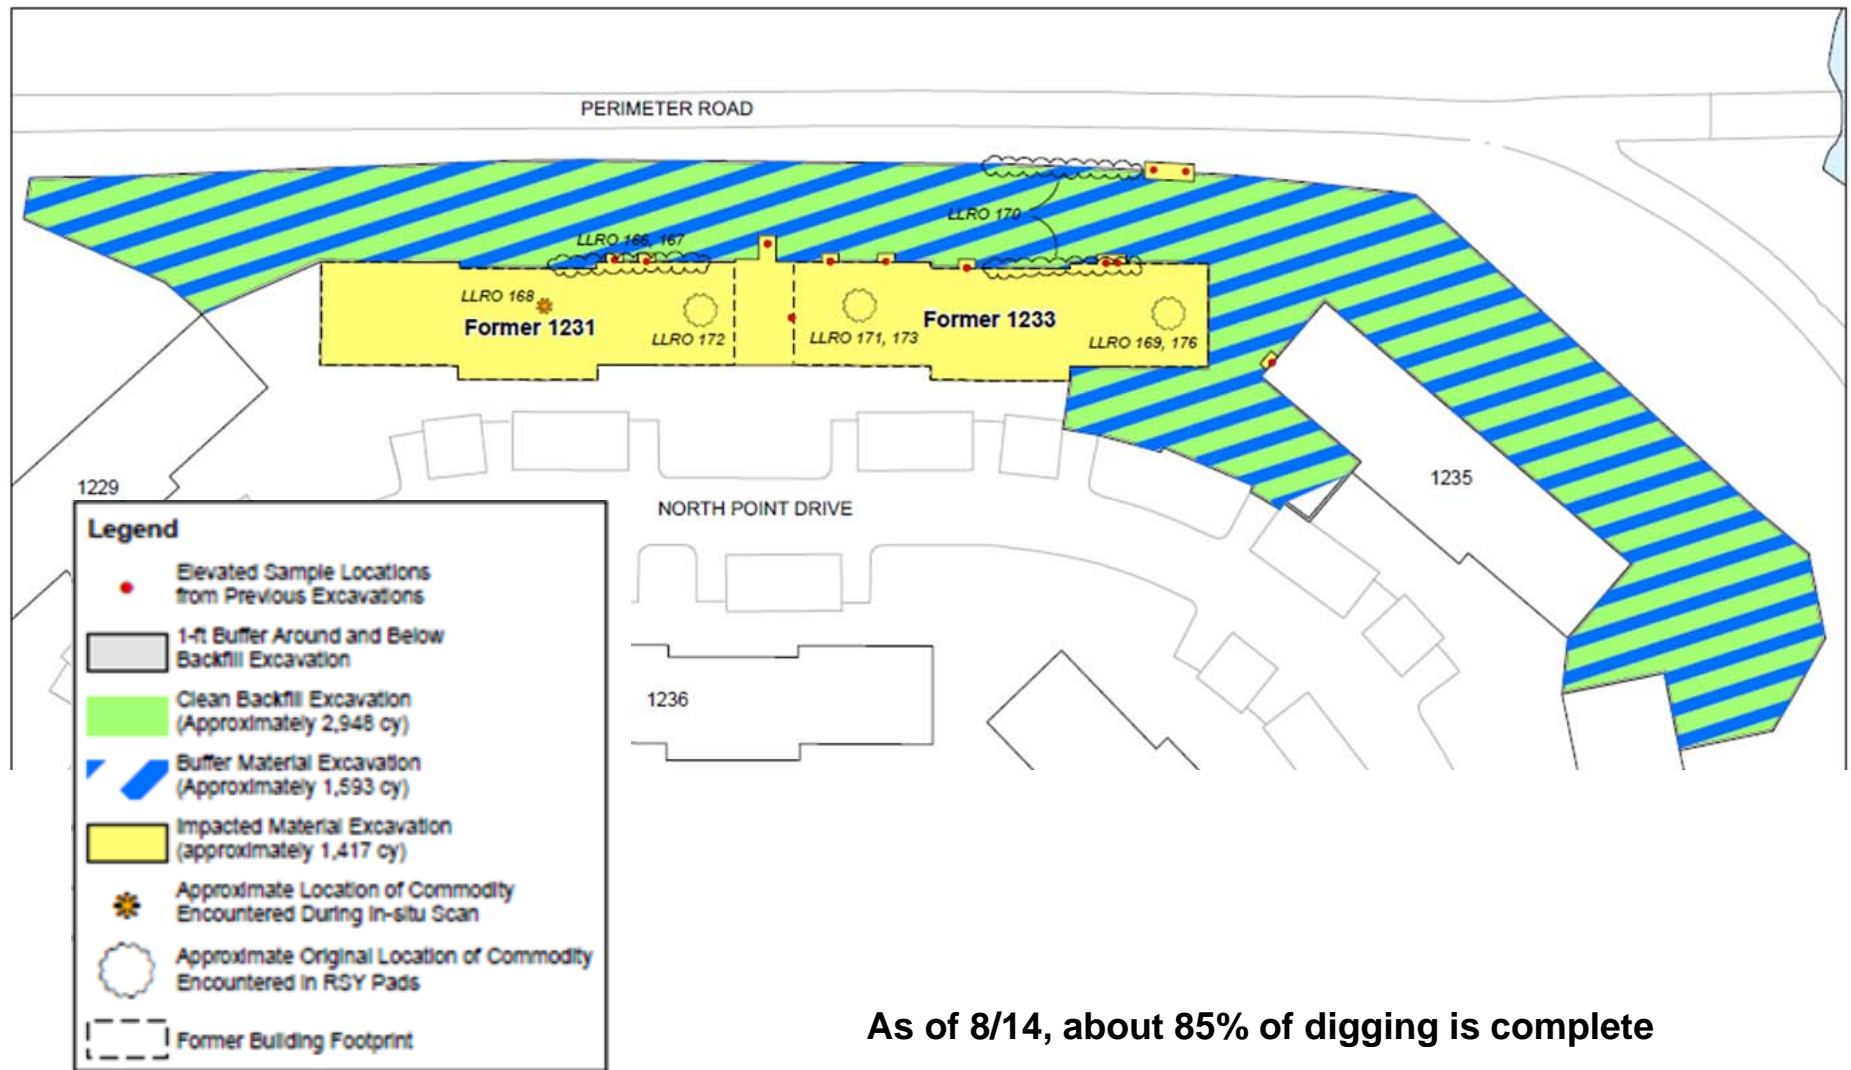 PERIMETER ROAD
LLRO 170
LLRO 166, 167
LLRO 168
Former 1231
LLRO 172
LLRO 171, 173
Former 1233
LLRO 169, 176
1229
NORTH POINT DRIVE
1235
1236
Legend
Elevated Sample Locations
from Previous Excavations
1-ft Buffer Around and Below
Backfill Excavation
Clean Backfill Excavation
(Approximately 2,948 cy)
Buffer Material Excavation
(Approximately 1,593 cy)
Impacted Material Excavation
(approximately 1,417 cy)
Approximate Location of Commodity
Encountered During In-situ Scan
Approximate Original Location of Commodity
Encountered in RSY Pads
Former Building Footprint
As of 8/14, about 85% of digging is complete